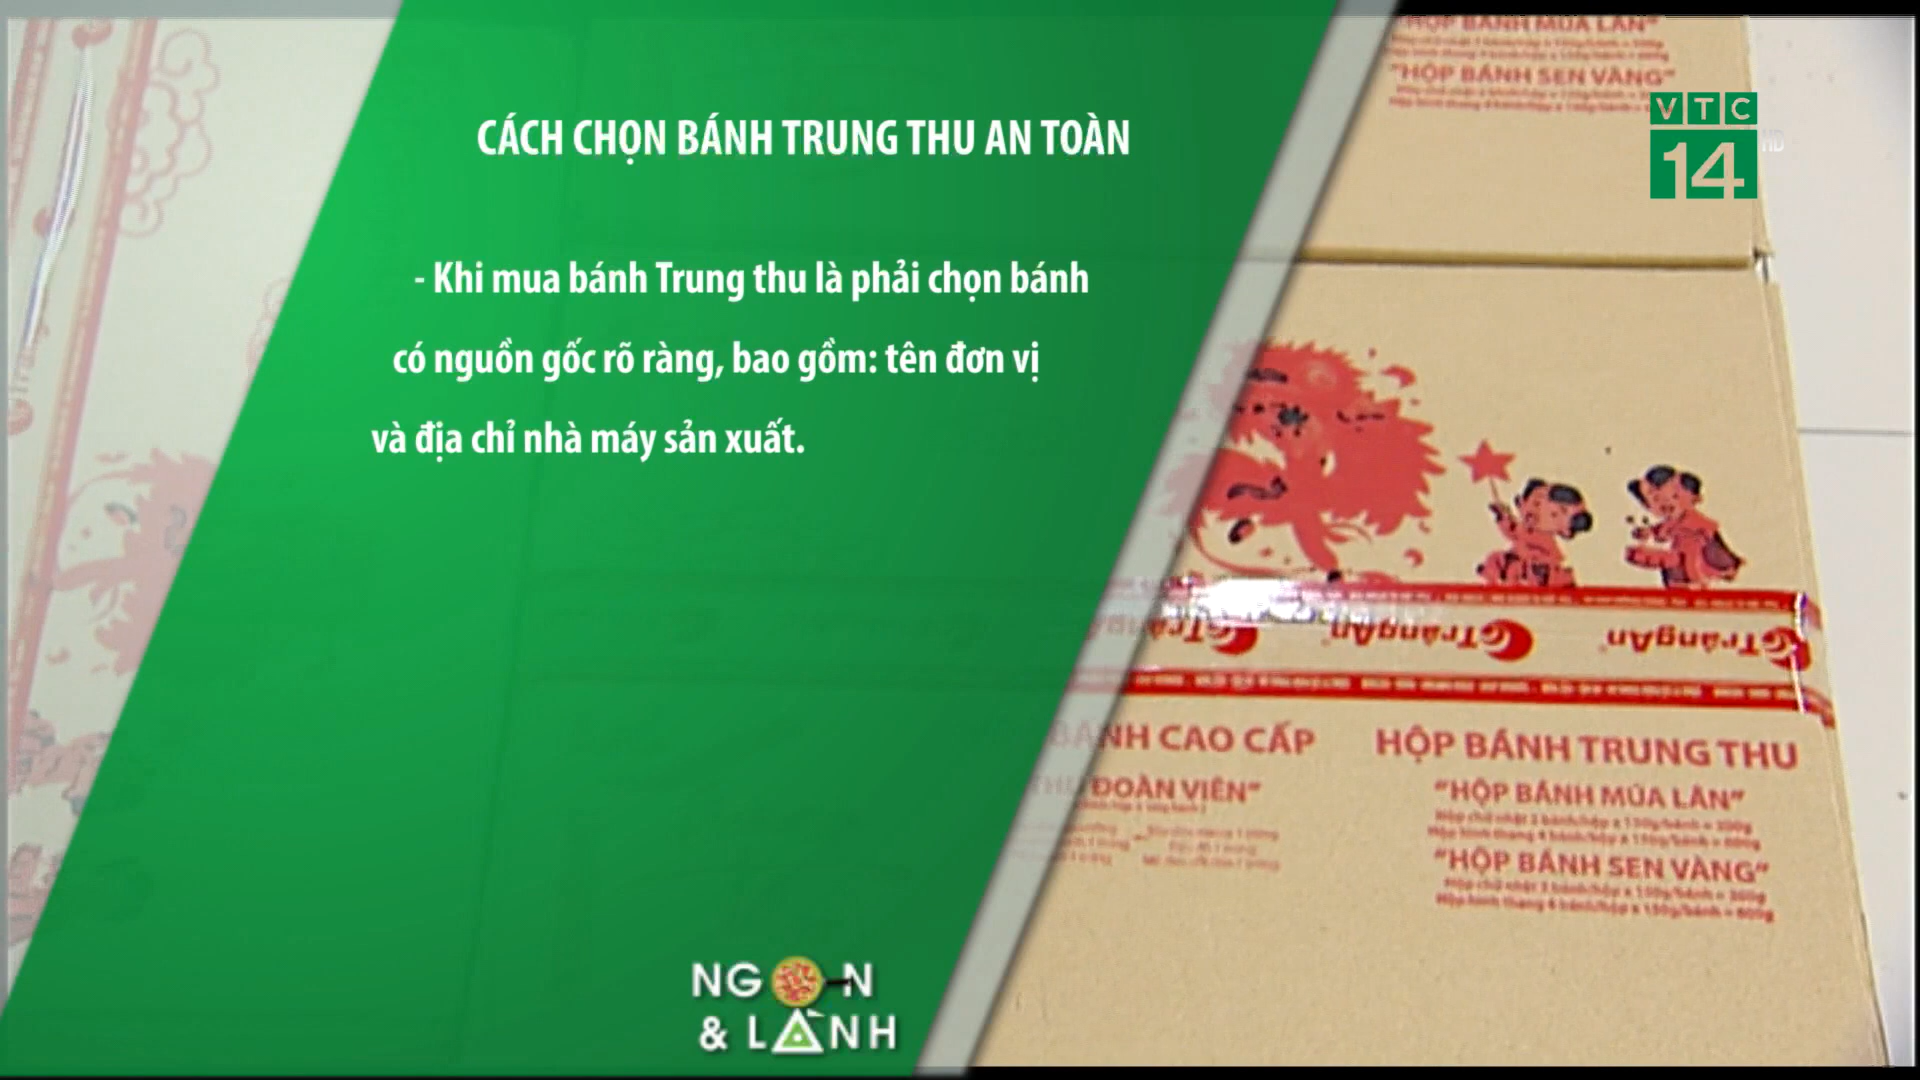 HỘP BÁNH MÚA LÂN"
"HỘP BÁNH SEN VÀNG"
VTC
14 HD
CÁCH CHỌN BÁNH TRUNG THU AN TOÀN
- Khi mua bánh Trung thu là phải chọn bánh
có nguồn gốc rõ ràng, bao gồm: tên đơn vị
và địa chỉ nhà máy sản xuất.
TràngAn TràngAn
BÁNH CAO CẤP
HỘP BÁNH TRUNG THU
THU ĐOÀN VIÊN"
"HỘP BÁNH MÚA LÂN"
"HỘP BÁNH SEN VÀNG"
NGON
& LÀNH